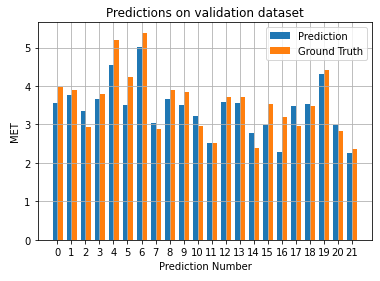 Predictions on validation dataset
Prediction
Ground Truth
MET
5
4
3
2
1
0
0 1 2 3 4 5 6 7 8 9 10 11 12 13 14 15 16 17 18 19 20 21
Prediction Number